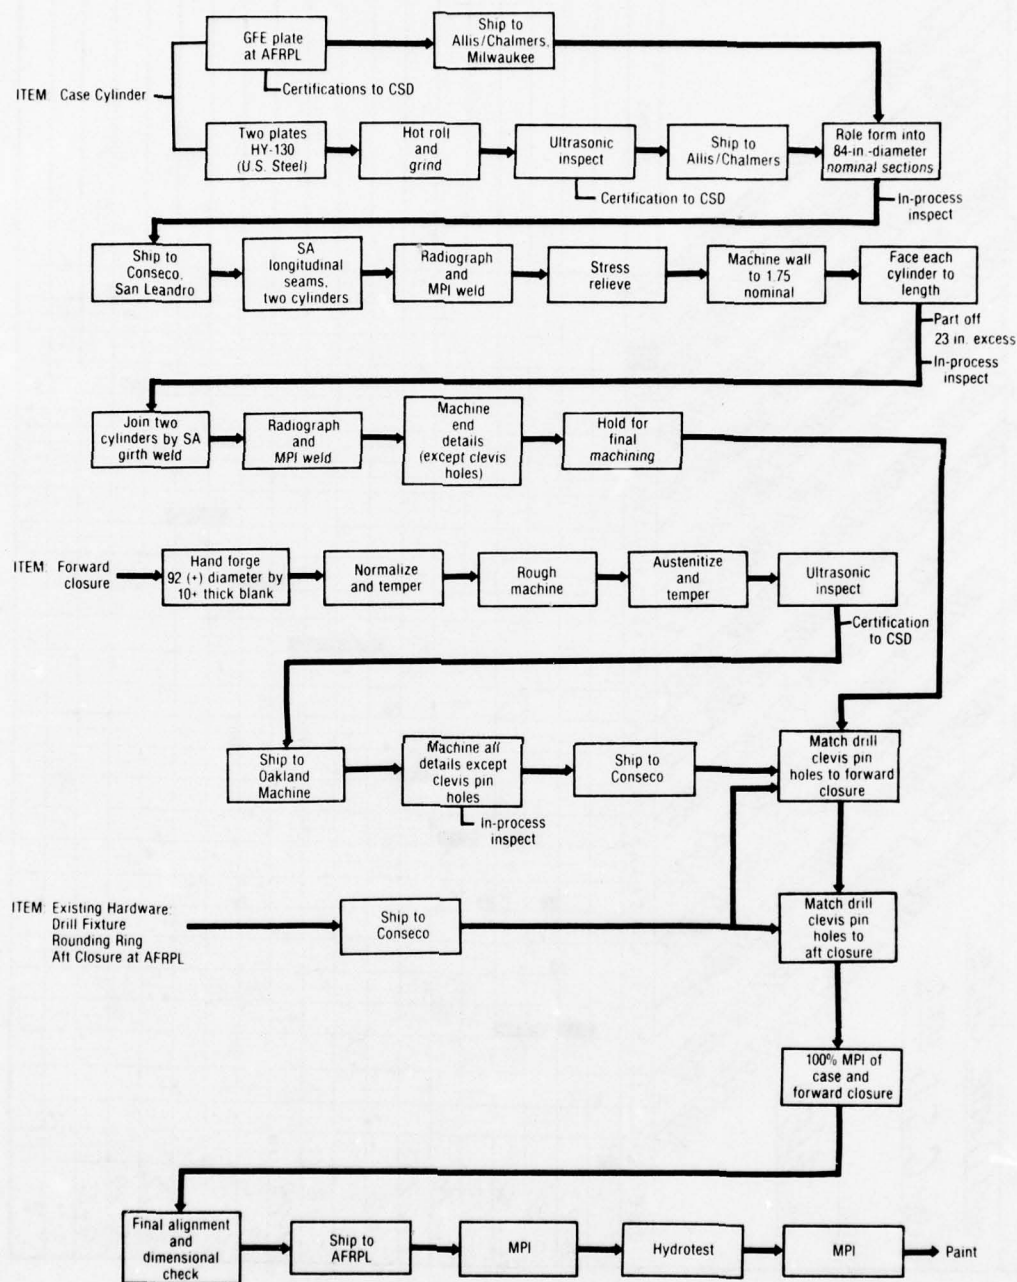 GFE plate
at AFRPL
Ship to
Allis/Chalmers,
Milwaukee
ITEM: Case Cylinder
Certifications to CSD
Two plates
HY-130
(U.S. Steel)
Hot roll
and
grind
Ultrasonic
inspect
Ship to
Allis/Chalmers
Role form into
84-in.-diameter
nominal sections
Certification to CSD
In-process
inspect
Ship to
Conseco,
San Leandro
SA
longitudinal
seams,
two cylinders
Radiograph
and
MPI weld
Stress
relieve
Machine wall
to 1.75
nominal
Face each
cylinder to
length
Part off
23 in. excess
In-process
inspect
Join two
cylinders by SA
girth weld
Radiograph
and
MPI weld
Machine
end
details
(except clevis
holes)
Hold for
final
machining
ITEM: Forward
closure
Hand forge
92 (+) diameter by
10+ thick blank
Normalize
and temper
Rough
machine
Austenitize
and
temper
Ultrasonic
inspect
Certification
to CSD
Ship to
Oakland
Machine
Machine all
details except
clevis pin
holes
Ship to
Conseco
Match drill
clevis pin
holes to forward
closure
In-process
inspect
ITEM: Existing Hardware:
Drill Fixture
Rounding Ring
Aft Closure at AFRPL
Ship to
Conseco
Match drill
clevis pin
holes to
aft closure
100% MPI of
case and
forward closure
Final alignment
and
dimensional
check
Ship to
AFRPL
MPI
Hydrotest
MPI
Paint